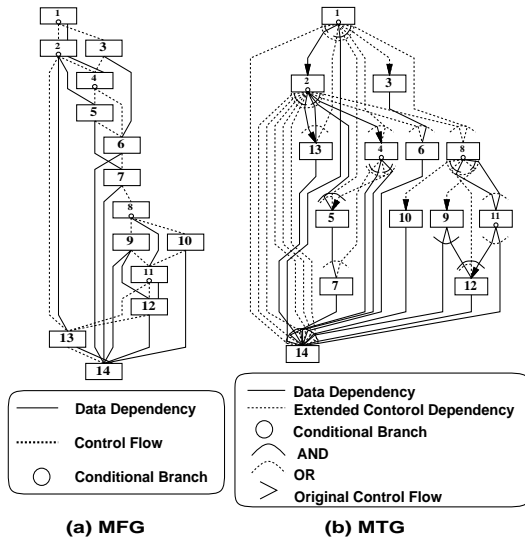 1
2
3
4
5
6
7
8
9
10
11
12
13
14
Data Dependency
Control Flow
Conditional Branch
(a) MFG
1
2
3
13
4
6
8
5
10
9
11
7
12
14
Data Dependency
Extended Contorol Dependency
Conditional Branch
AND
OR
Original Control Flow
(b) MTG